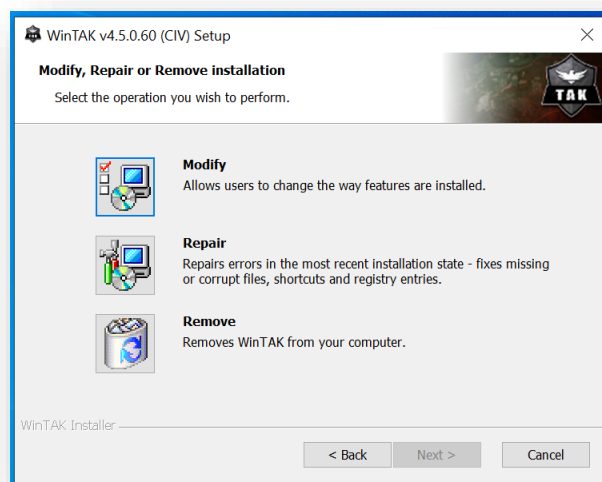 WinTAK v4.5.0.60 (CIV) Setup
Modify, Repair or Remove installation
Select the operation you wish to perform.
TAK
Modify
Allows users to change the way features are installed.
Repair
Repairs errors in the most recent installation state - fixes missing
or corrupt files, shortcuts and registry entries.
Remove
Removes WinTAK from your computer.
WinTAK Installer
< Back
Next >
Cancel